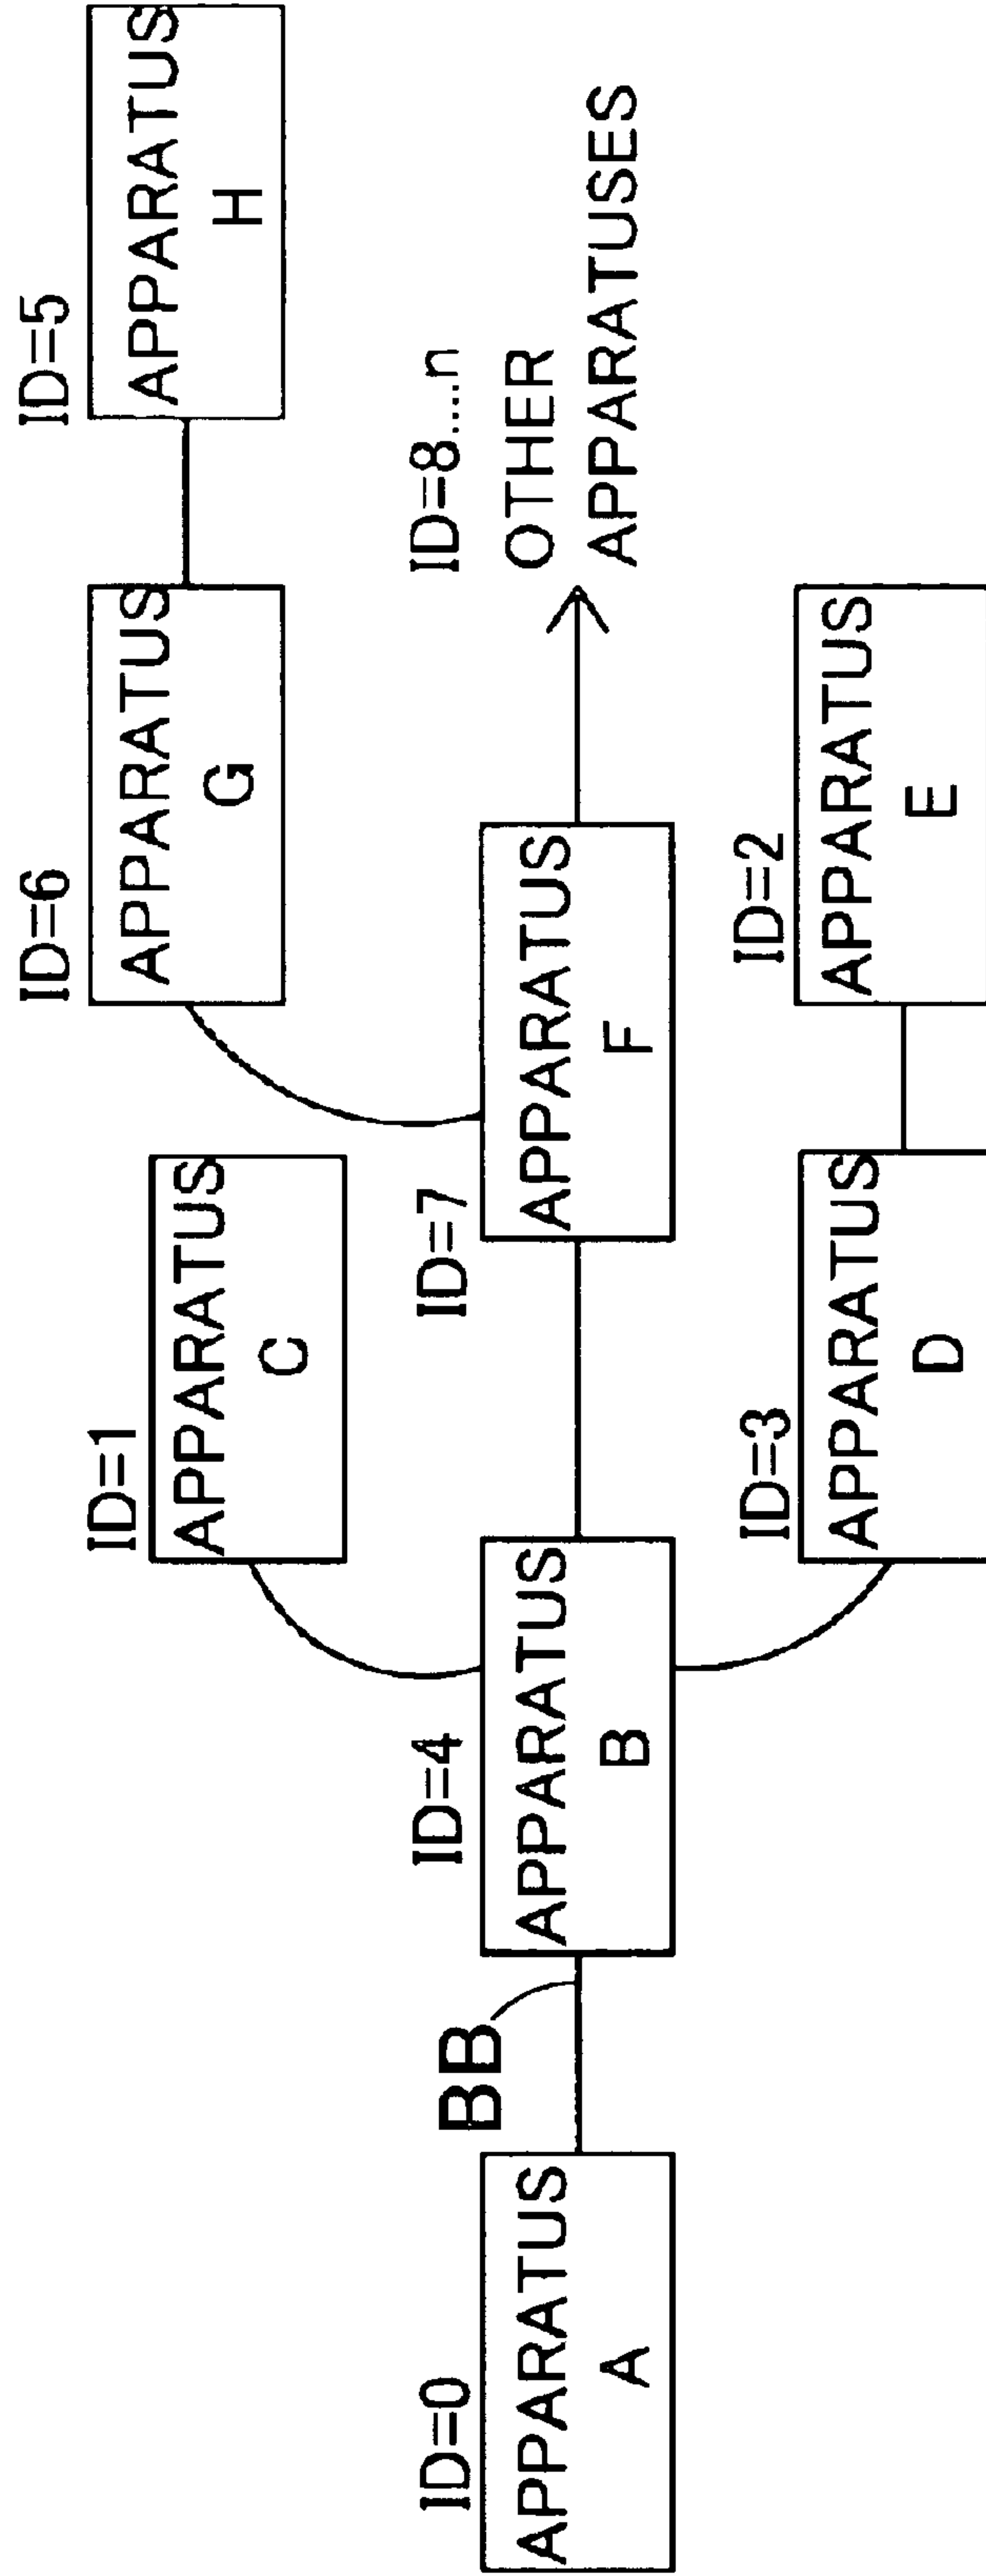 ID=0
APPARATUS
A
BB
ID=4
APPARATUS
B
ID=1
APPARATUS
C
ID=3
APPARATUS
D
ID=2
APPARATUS
E
ID=7
APPARATUS
F
ID=6
APPARATUS
G
ID=5
APPARATUS
H
ID=8....n
OTHER
APPARATUSES